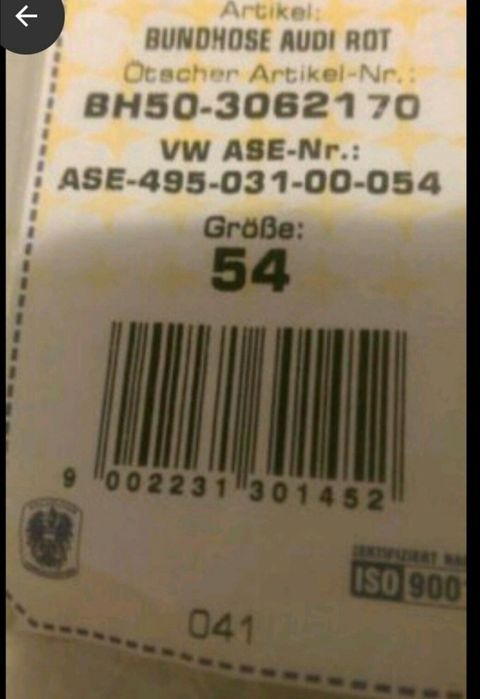 Artikel:
BUNDHOSE AUDI ROT
Ötscher Artikel-Nr.:
BH50-3062170
VW ASE-Nr.:
ASE-495-031-00-054
Größe:
54
9 002231 301452
ISO 9001
041